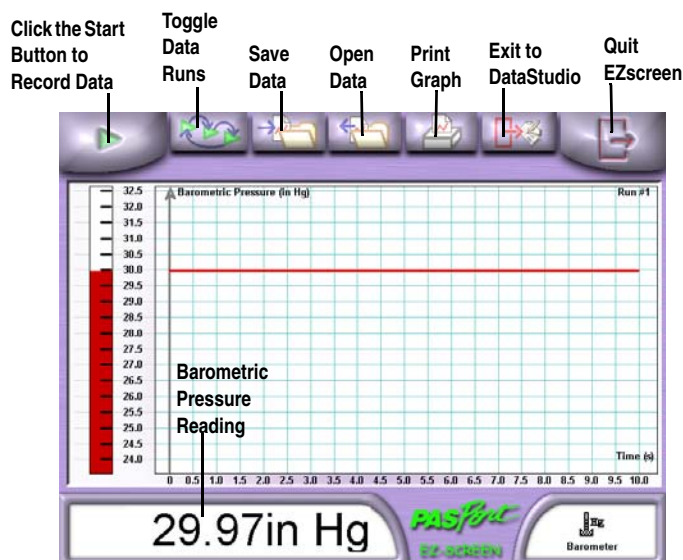 Click the Start
Button to
Record Data
Toggle
Data
Runs
Save
Data
Open
Data
Print
Graph
Exit to
DataStudio
Quit
EZscreen
Barometric Pressure (in Hg)
Run #1
32.5
32.0
31.5
31.0
30.5
30.0
29.5
29.0
28.5
28.0
27.5
27.0
26.5
26.0
25.5
25.0
24.5
24.0
Barometric
Pressure
Reading
Time (s)
0 0.5 1.0 1.5 2.0 2.5 3.0 3.5 4.0 4.5 5.0 5.5 6.0 6.5 7.0 7.5 8.0 8.5 9.0 9.5 10.0
29.97in Hg
PASPort
EZ-SCREEN
Hg
Barometer